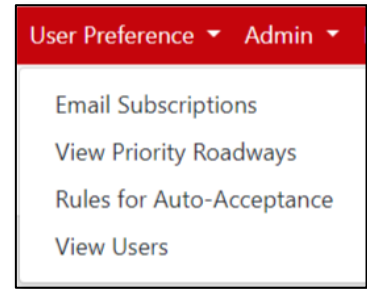 User Preference Admin
Email Subscriptions
View Priority Roadways
Rules for Auto-Acceptance
View Users